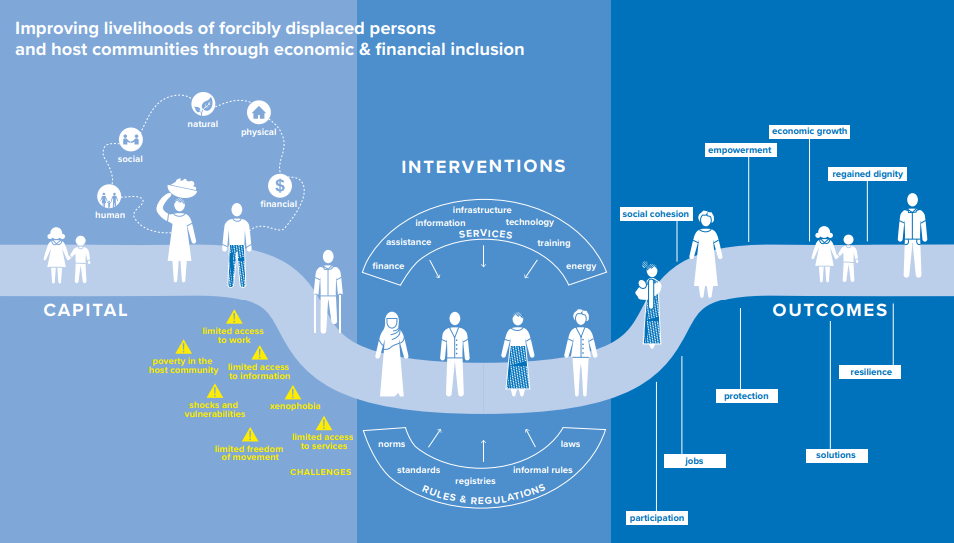 Improving livelihoods of forcibly displaced persons
and host communities through economic & financial inclusion
natural
physical
social
$
financial
human
CAPITAL
limited access
to work
poverty in the
host community
limited access
to information
shocks and
vulnerabilities
xenophobia
limited access
to services
limited freedom
of movement
CHALLENGES
INTERVENTIONS
infrastructure
information
technology
SERVICES
assistance
training
finance
energy
norms
laws
standards
informal rules
registries
RULES & REGULATIONS
economic growth
empowerment
regained dignity
social cohesion
OUTCOMES
resilience
protection
solutions
jobs
participation